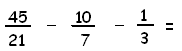 45/21 − 10/7 − 1/3 =